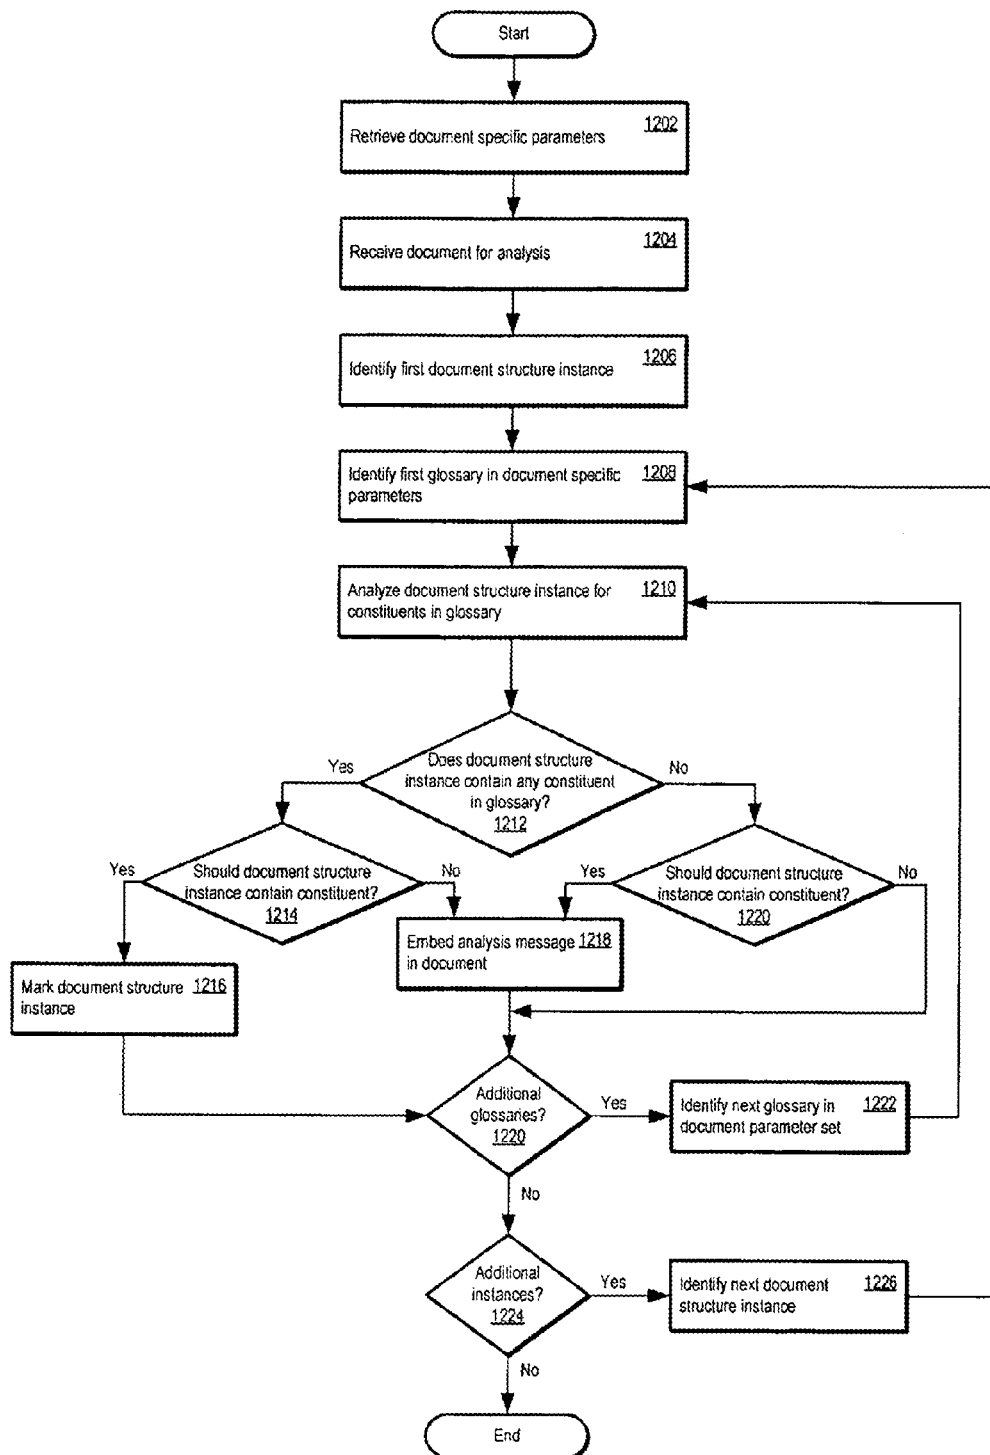 Start
1202
Retrieve document specific parameters
1204
Receive document for analysis
1206
Identify first document structure instance
1208
Identify first glossary in document specific
parameters
1210
Analyze document structure instance for
constituents in glossary
Yes
Does document structure
instance contain any constituent
in glossary?
1212
No
Yes
Should document structure
instance contain constituent?
1214
No
Yes
Should document structure
instance contain constituent?
1220
No
Mark document structure 1216
instance
Embed analysis message 1218
in document
Additional
glossaries?
1220
Yes
Identify next glossary in 1222
document parameter set
No
Additional
instances?
1224
Yes
Identify next document 1226
structure instance
No
End